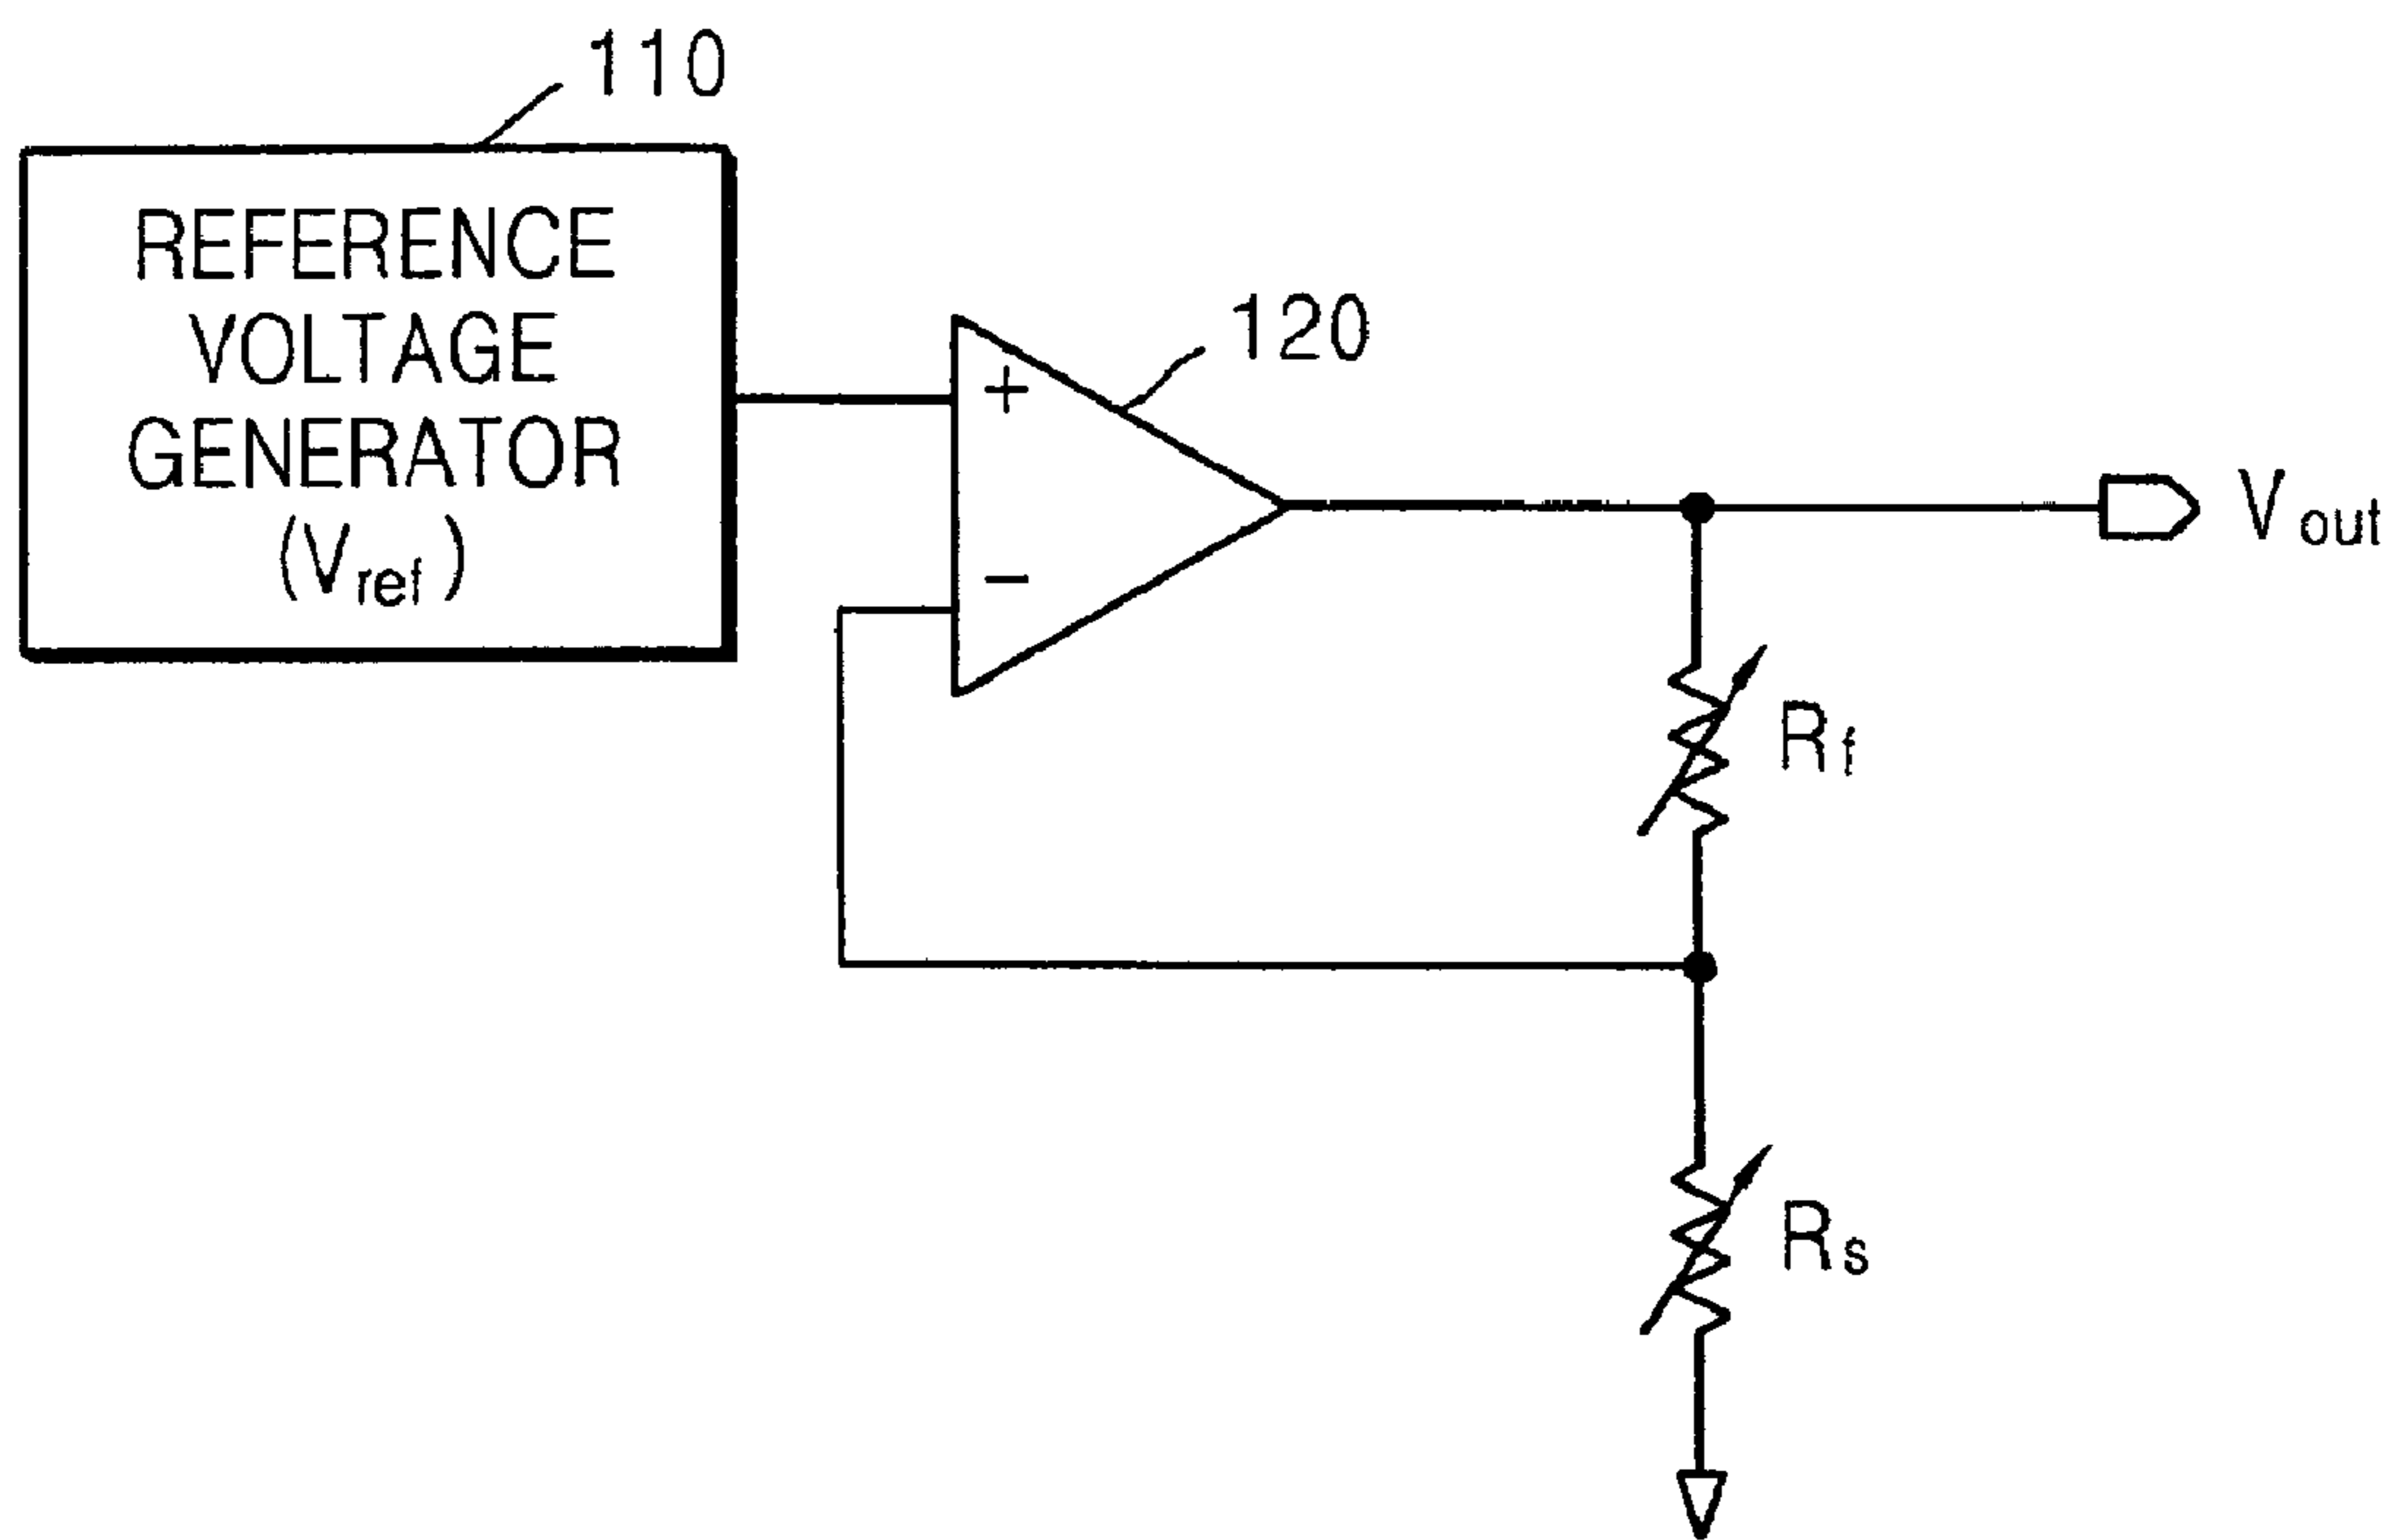 110
REFERENCE
VOLTAGE
GENERATOR
(Vref)
120
+
−
Vout
Rf
Rs